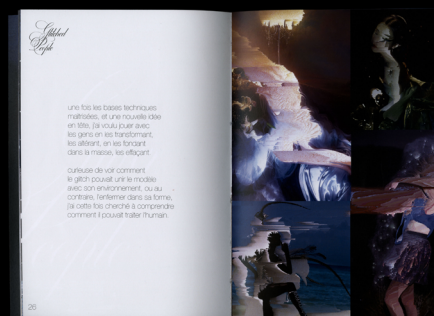 Glitched
People
une fois les bases techniques
maîtrisées, et une nouvelle idée
en tête, j'ai voulu jouer avec
les gens en les transformant,
les altérant, en les fondant
dans la masse, les effaçant.
curieuse de voir comment
le glitch pouvait unir le modèle
avec son environnement, ou au
contraire, l'enfermer dans sa forme,
j'ai cette fois cherché à comprendre
comment il pouvait traiter l'humain.
26